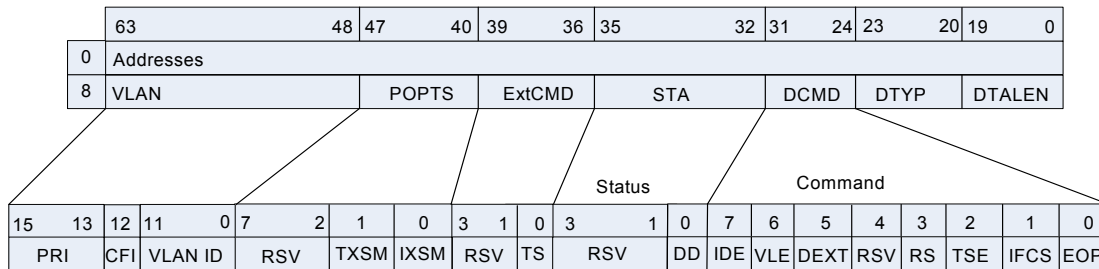 63 48 47 40 39 36 35 32 31 24 23 20 19 0
0 Addresses
8 VLAN POPTS ExtCMD STA DCMD DTYP DTALEN
Status Command
15 13 12 11 0 7 2 1 0 3 1 0 3 1 0 7 6 5 4 3 2 1 0
PRI CFI VLAN ID RSV TXSM IXSM RSV TS RSV DD IDE VLE DEXT RSV RS TSE IFCS EOP